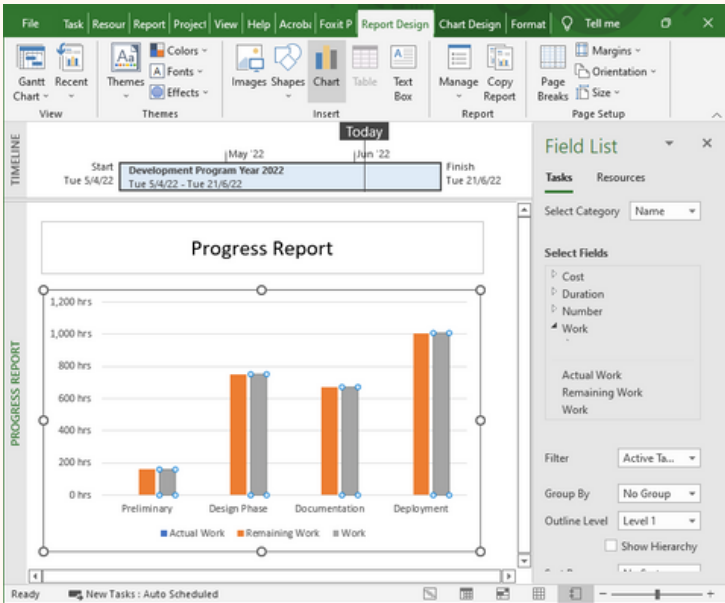 File Task Resour Report Project View Help Acrobi Foxit P Report Design Chart Design Format Tell me
Gantt Chart Recent
View
Themes Colors Fonts Effects
Themes
Images Shapes Chart Table Text Box
Insert
Manage Copy Report
Report
Page Breaks Margins Orientation Size
Page Setup
TIMELINE
Today
May '22 Jun '22
Start
Tue 5/4/22
Development Program Year 2022
Tue 5/4/22 - Tue 21/6/22
Finish
Tue 21/6/22
PROGRESS REPORT
Progress Report
1,200 hrs
1,000 hrs
800 hrs
600 hrs
400 hrs
200 hrs
0 hrs
Preliminary Design Phase Documentation Deployment
Actual Work Remaining Work Work
Field List
Tasks Resources
Select Category Name
Select Fields
Cost
Duration
Number
Work
Actual Work
Remaining Work
Work
Filter Active Ta...
Group By No Group
Outline Level Level 1
Show Hierarchy
Ready New Tasks : Auto Scheduled